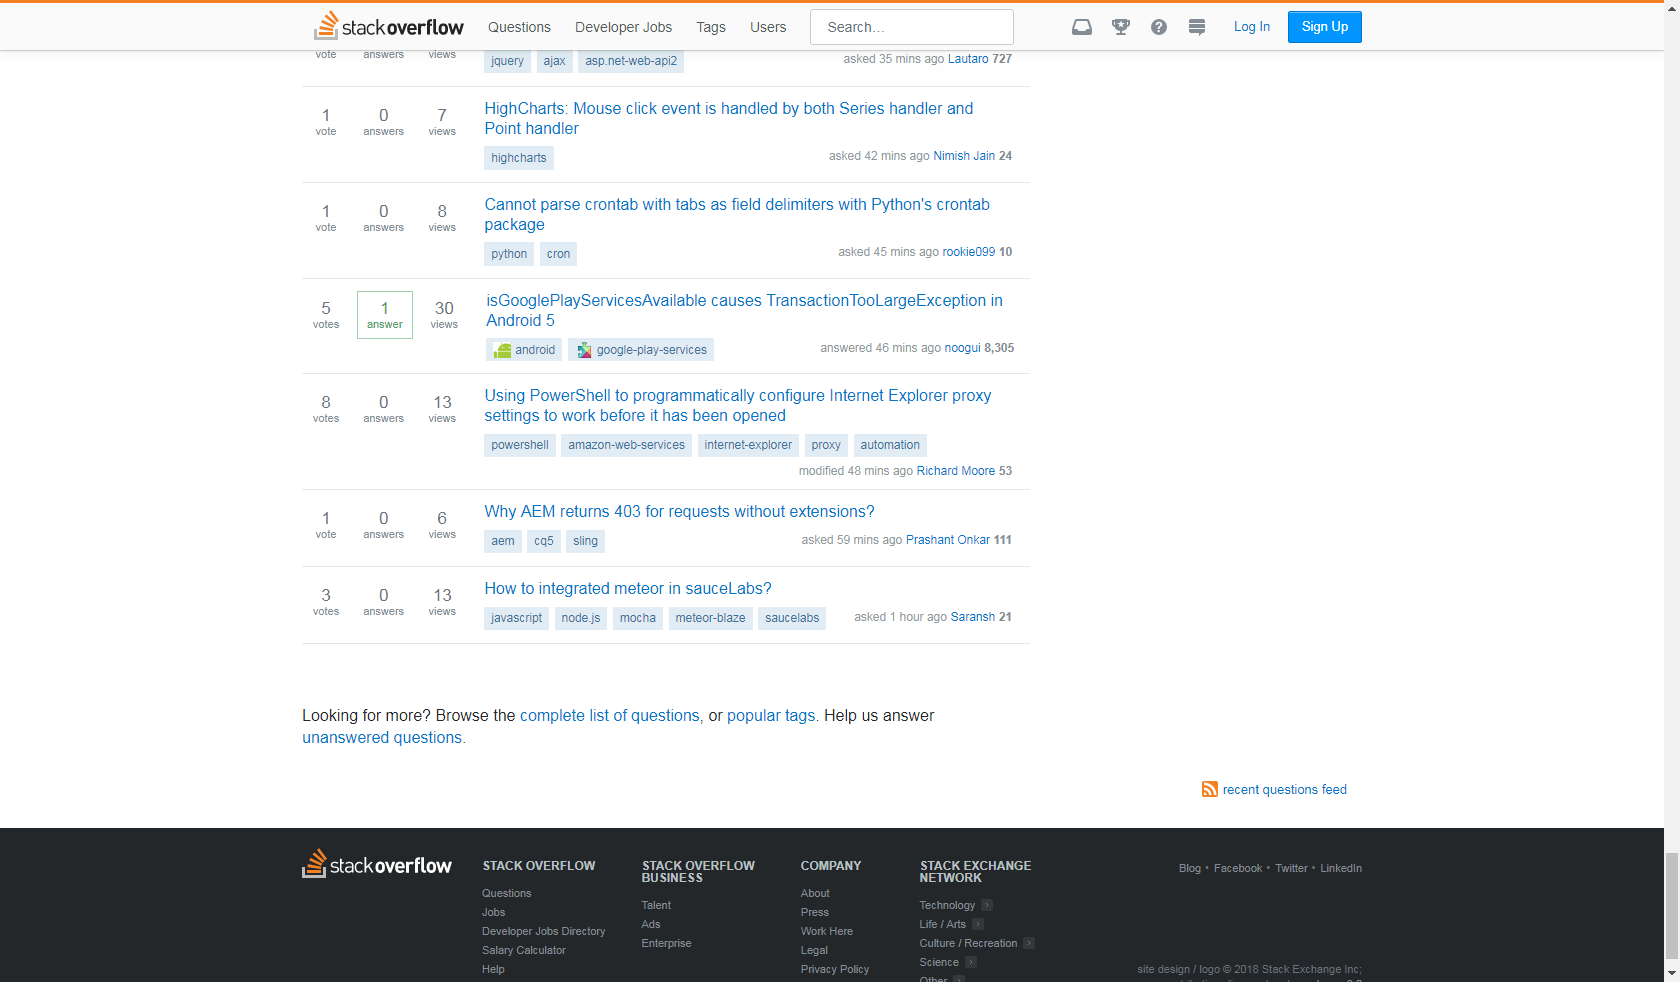 stackoverflow Questions Developer Jobs Tags Users Search... Log In Sign Up
vote answers views
jquery ajax asp.net-web-api2 asked 35 mins ago Lautaro 727
HighCharts: Mouse click event is handled by both Series handler and
Point handler
1 vote 0 answers 7 views
highcharts asked 42 mins ago Nimish Jain 24
Cannot parse crontab with tabs as field delimiters with Python's crontab
package
1 vote 0 answers 8 views
python cron asked 45 mins ago rookie099 10
isGooglePlayServicesAvailable causes TransactionTooLargeException in
Android 5
5 votes 1 answer 30 views
android google-play-services answered 46 mins ago noogui 8,305
Using PowerShell to programmatically configure Internet Explorer proxy
settings to work before it has been opened
8 votes 0 answers 13 views
powershell amazon-web-services internet-explorer proxy automation
modified 48 mins ago Richard Moore 53
Why AEM returns 403 for requests without extensions?
1 vote 0 answers 6 views
aem cq5 sling asked 59 mins ago Prashant Onkar 111
How to integrated meteor in sauceLabs?
3 votes 0 answers 13 views
javascript node.js mocha meteor-blaze saucelabs asked 1 hour ago Saransh 21
Looking for more? Browse the complete list of questions, or popular tags. Help us answer
unanswered questions.
recent questions feed
stackoverflow
STACK OVERFLOW
Questions
Jobs
Developer Jobs Directory
Salary Calculator
Help
STACK OVERFLOW
BUSINESS
Talent
Ads
Enterprise
COMPANY
About
Press
Work Here
Legal
Privacy Policy
STACK EXCHANGE
NETWORK
Technology
Life / Arts
Culture / Recreation
Science
Other
Blog • Facebook • Twitter • LinkedIn
site design / logo © 2018 Stack Exchange Inc;